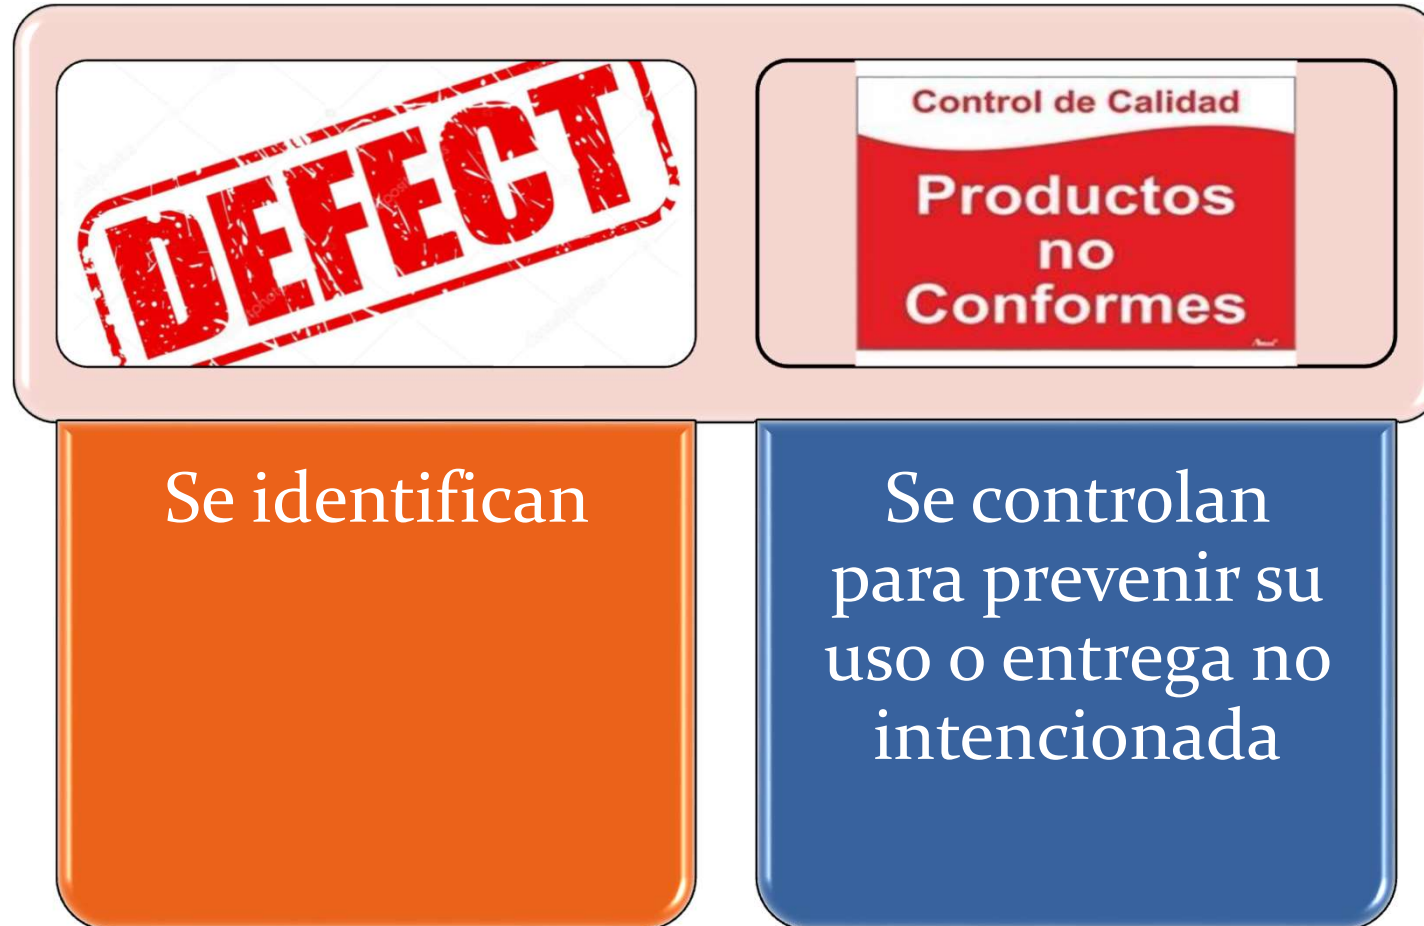 DEFECT
Control de Calidad
Productos
no
Conformes
Se identifican
Se controlan
para prevenir su
uso o entrega no
intencionada